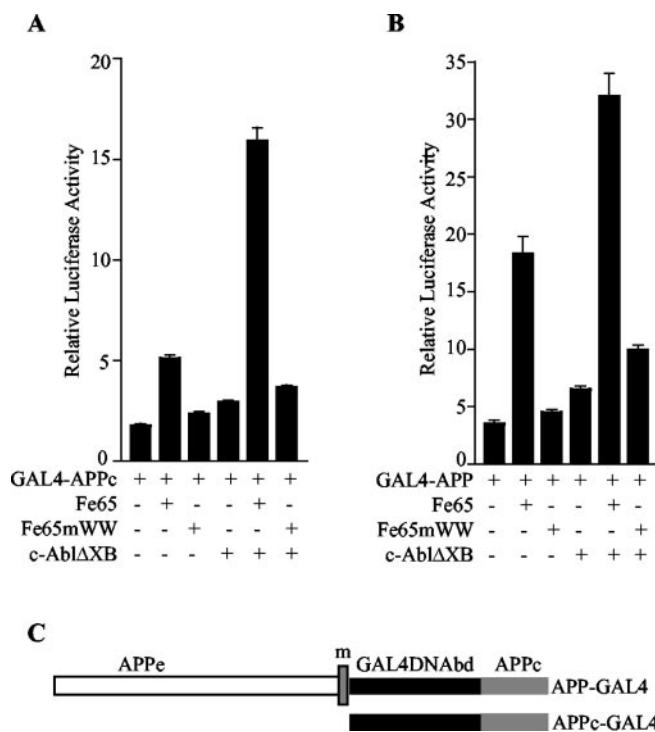 A
20
15
10
5
0
Relative Luciferase Activity
GAL4-APPc + + + + + +
Fe65 - + - - + -
Fe65mWW - - + - - +
c-AblΔXB - - - + + +
B
35
30
25
20
15
10
5
0
Relative Luciferase Activity
GAL4-APP + + + + + +
Fe65 - + - - + -
Fe65mWW - - + - - +
c-AblΔXB - - - + + +
C
APPe m GAL4DNAbd APPc
APP-GAL4
APPc-GAL4